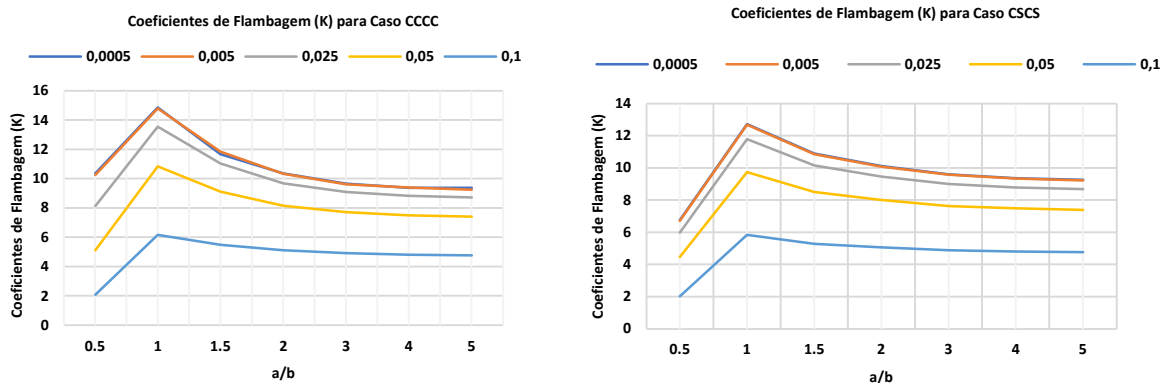 Coeficientes de Flambagem (K) para Caso CCCC
0,0005 0,005 0,025 0,05 0,1
Coeficientes de Flambagem (K)
16
14
12
10
8
6
4
2
0
0.5 1 1.5 2 3 4 5
a/b
Coeficientes de Flambagem (K) para Caso CSCS
0,0005 0,005 0,025 0,05 0,1
Coeficientes de Flambagem (K)
14
12
10
8
6
4
2
0
0.5 1 1.5 2 3 4 5
a/b